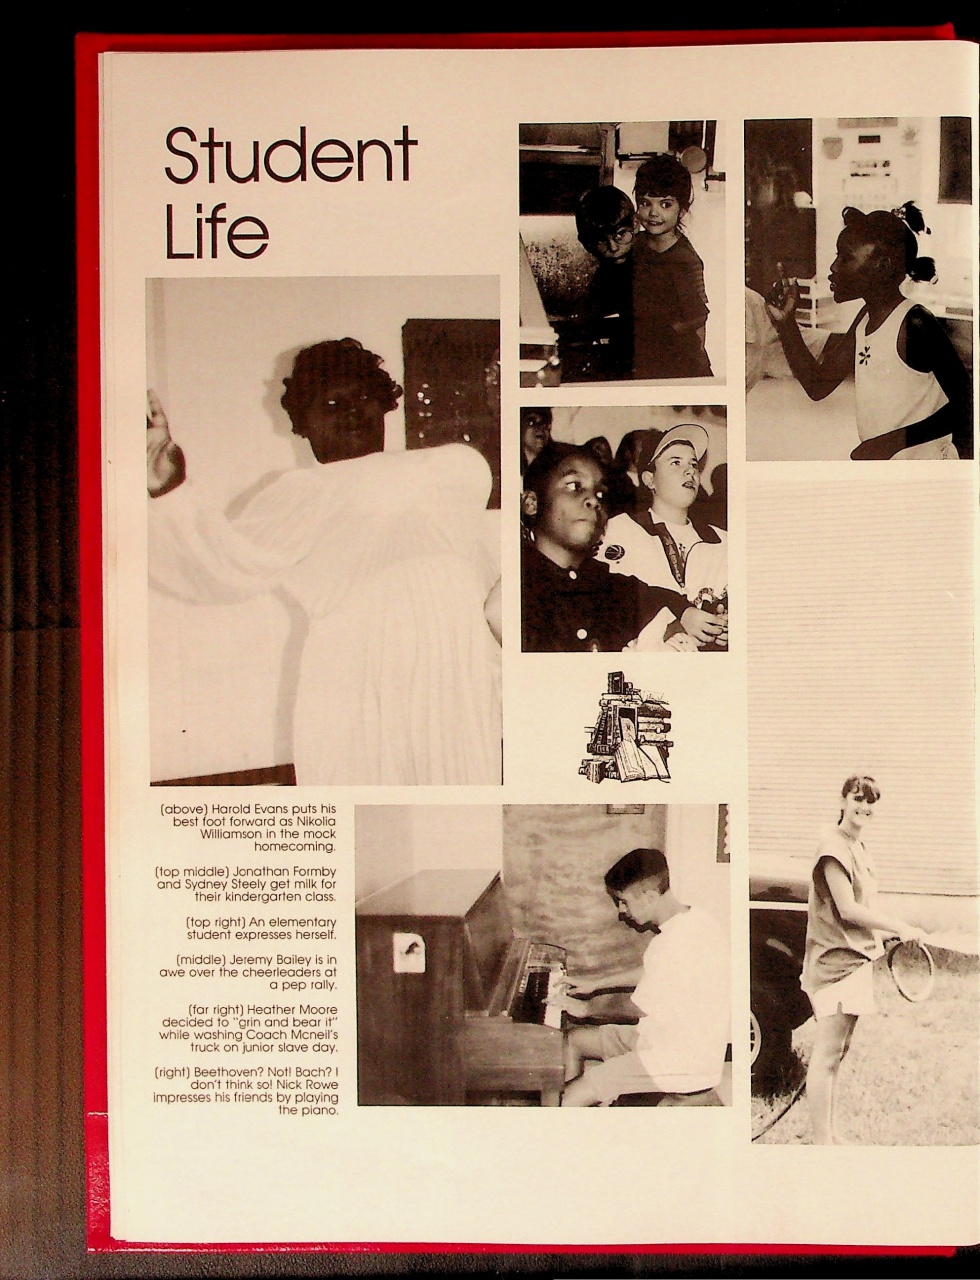 Student
Life
(above) Harold Evans puts his
best foot forward as Nikolia
Williamson in the mock
homecoming.
(top middle) Jonathan Formby
and Sydney Steely get milk for
their kindergarten class.
(top right) An elementary
student expresses herself.
(middle) Jeremy Bailey is in
awe over the cheerleaders at
a pep rally.
(far right) Heather Moore
decided to "grin and bear it"
while washing Coach Mcneil's
truck on junior slave day.
(right) Beethoven? Not! Bach? I
don't think so! Nick Rowe
impresses his friends by playing
the piano.